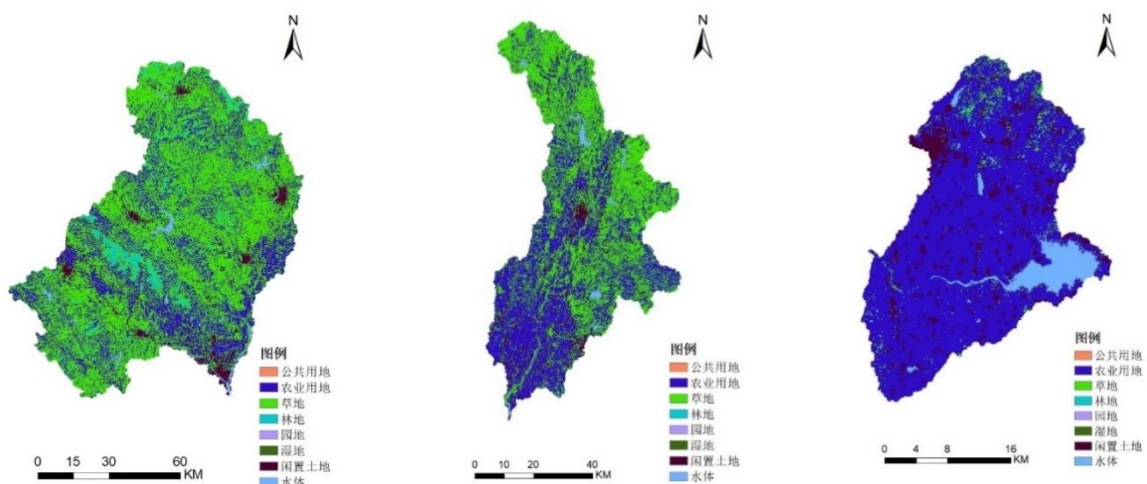 N
图例
公共用地
农业用地
草地
林地
园地
湿地
闲置土地
水体
0 15 30 60
KM
N
图例
公共用地
农业用地
草地
林地
园地
湿地
闲置土地
水体
0 10 20 40
KM
N
图例
公共用地
农业用地
草地
林地
园地
湿地
闲置土地
水体
0 4 8 16
KM